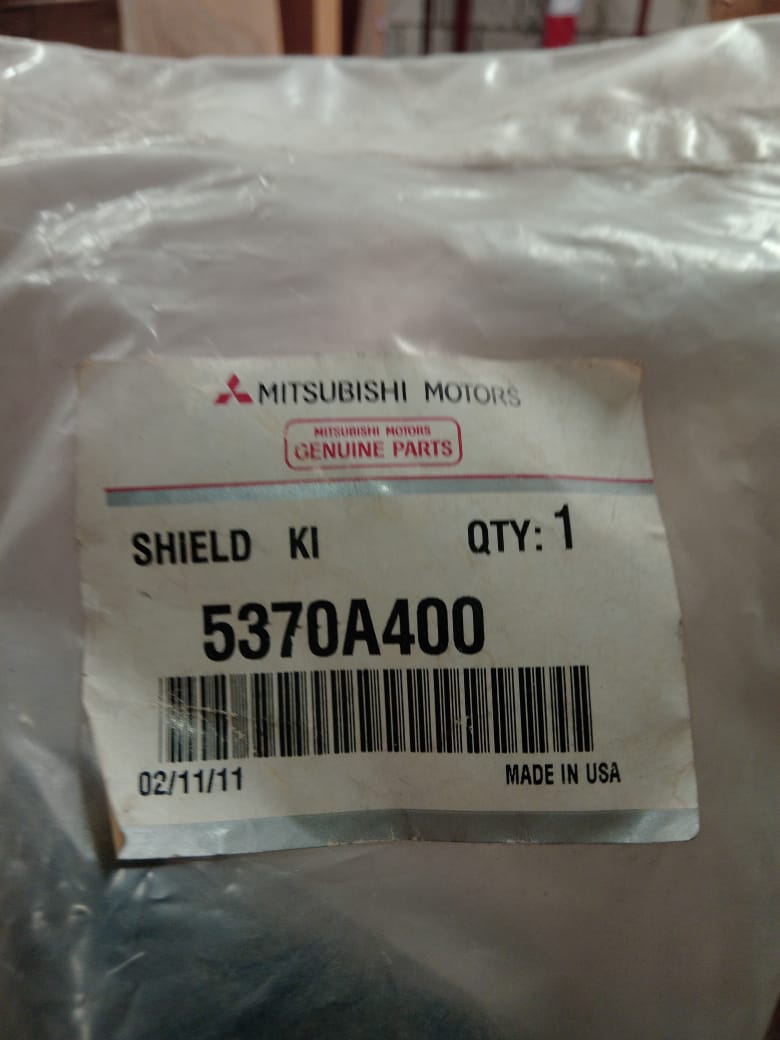 MITSUBISHI MOTORS
MITSUBISHI MOTORS
GENUINE PARTS
SHIELD KI QTY: 1
5370A400
02/11/11 MADE IN USA